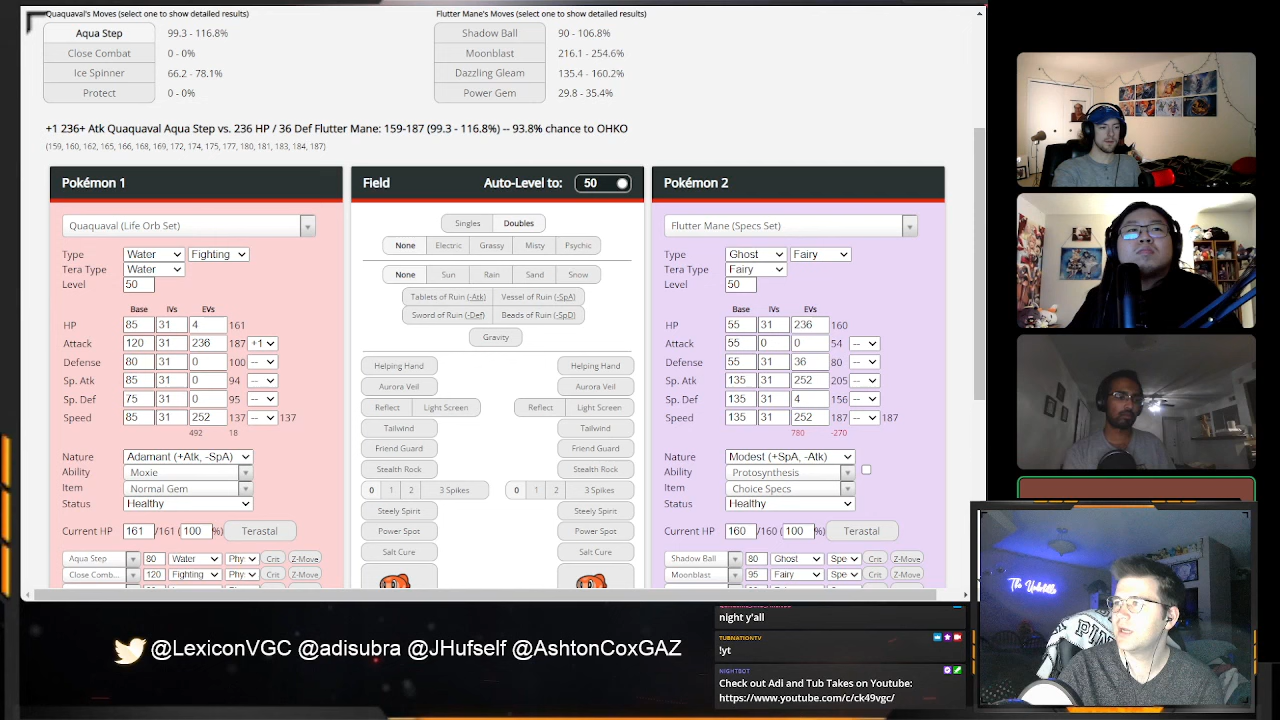 Quaquaval's Moves (select one to show detailed results)
Aqua Step 99.3 - 116.8%
Close Combat 0 - 0%
Ice Spinner 66.2 - 78.1%
Protect 0 - 0%
Flutter Mane's Moves (select one to show detailed results)
Shadow Ball 90 - 106.8%
Moonblast 216.1 - 254.6%
Dazzling Gleam 135.4 - 160.2%
Power Gem 29.8 - 35.4%
+1 236+ Atk Quaquaval Aqua Step vs. 236 HP / 36 Def Flutter Mane: 159-187 (99.3 - 116.8%) -- 93.8% chance to OHKO
(159, 160, 162, 165, 166, 168, 169, 172, 174, 175, 177, 180, 181, 183, 184, 187)
Pokémon 1
Quaquaval (Life Orb Set)
Type Water Fighting
Tera Type Water
Level 50
Base IVs EVs
HP 85 31 4 161
Attack 120 31 236 187 +1
Defense 80 31 0 100 --
Sp. Atk 85 31 0 94 --
Sp. Def 75 31 0 95 --
Speed 85 31 252 137 -- 137
492 18
Nature Adamant (+Atk, -SpA)
Ability Moxie
Item Normal Gem
Status Healthy
Current HP 161 /161 ( 100 %) Terastal
Aqua Step 80 Water Phy Crit Z-Move
Close Comb... 120 Fighting Phy Crit Z-Move
Field Auto-Level to: 50
Singles Doubles
None Electric Grassy Misty Psychic
None Sun Rain Sand Snow
Tablets of Ruin (-Atk) Vessel of Ruin (-SpA)
Sword of Ruin (-Def) Beads of Ruin (-SpD)
Gravity
Helping Hand Helping Hand
Aurora Veil Aurora Veil
Reflect Light Screen Reflect Light Screen
Tailwind Tailwind
Friend Guard Friend Guard
Stealth Rock Stealth Rock
0 1 2 3 Spikes 0 1 2 3 Spikes
Steely Spirit Steely Spirit
Power Spot Power Spot
Salt Cure Salt Cure
Pokémon 2
Flutter Mane (Specs Set)
Type Ghost Fairy
Tera Type Fairy
Level 50
Base IVs EVs
HP 55 31 236 160
Attack 55 0 0 54 --
Defense 55 31 36 80 --
Sp. Atk 135 31 252 205 --
Sp. Def 135 31 4 156 --
Speed 135 31 252 187 -- 187
780 -270
Nature Modest (+SpA, -Atk)
Ability Protosynthesis
Item Choice Specs
Status Healthy
Current HP 160 /160 ( 100 %) Terastal
Shadow Ball 80 Ghost Spe Crit Z-Move
Moonblast 95 Fairy Spe Crit Z-Move
@LexiconVGC @adisubra @JHufself @AshtonCoxGAZ
night y'all
TUBNATIONTV
!yt
NIGHTBOT
Check out Adi and Tub Takes on Youtube:
https://www.youtube.com/c/ck49vgc/